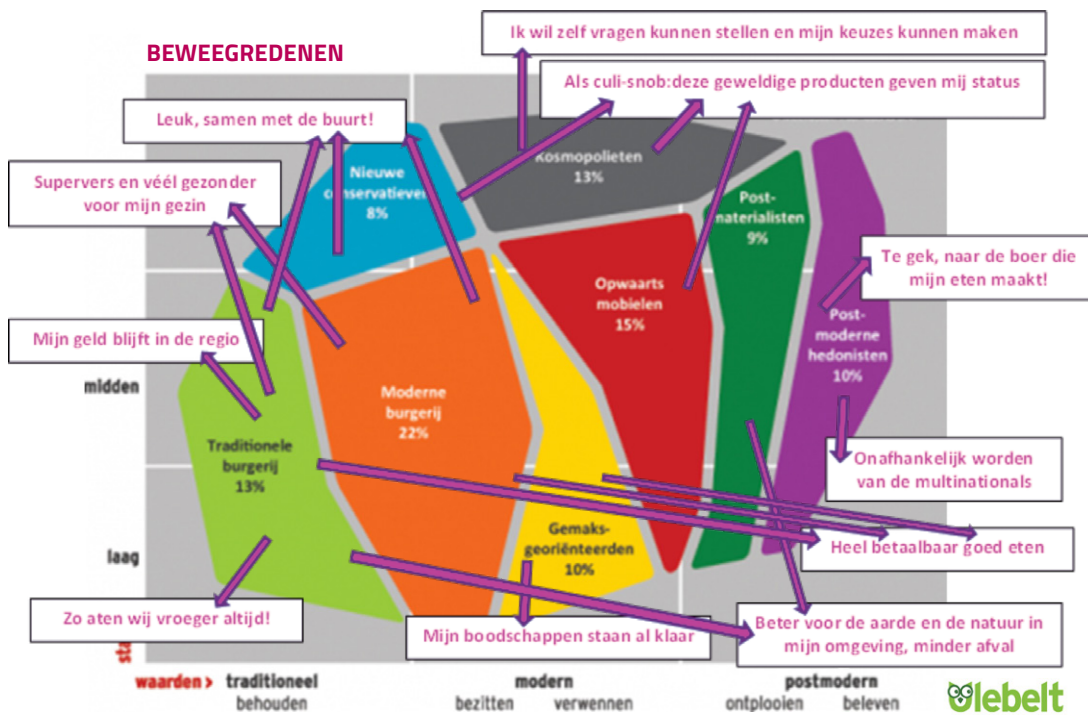 BEWEEGREDENEN
Ik wil zelf vragen kunnen stellen en mijn keuzes kunnen maken
Als culi-snob:deze geweldige producten geven mij status
Leuk, samen met de buurt!
Supervers en véél gezonder
voor mijn gezin
Nieuwe
conservatieven
8%
Kosmopolieten
13%
Post-
materialisten
9%
Te gek, naar de boer die
mijn eten maakt!
Opwaarts
mobielen
15%
Post-
moderne
hedonisten
10%
Mijn geld blijft in de regio
midden
Moderne
burgerij
22%
Traditionele
burgerij
13%
Onafhankelijk worden
van de multinationals
Gemaks-
georiënteerden
10%
Heel betaalbaar goed eten
laag
Zo aten wij vroeger altijd!
Mijn boodschappen staan al klaar
Beter voor de aarde en de natuur in
mijn omgeving, minder afval
sta
waarden > traditioneel modern postmodern
behouden bezitten verwennen ontplooien beleven
Ulebelt